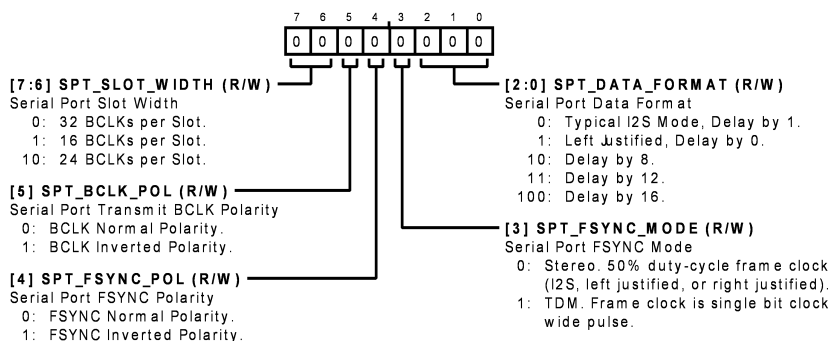 7 6 5 4 3 2 1 0
0 0 0 0 0 0 0 0
[7:6] SPT_SLOT_WIDTH (R/W)
Serial Port Slot Width
0: 32 BCLKs per Slot.
1: 16 BCLKs per Slot.
10: 24 BCLKs per Slot.
[5] SPT_BCLK_POL (R/W)
Serial Port Transmit BCLK Polarity
0: BCLK Normal Polarity.
1: BCLK Inverted Polarity.
[4] SPT_FSYNC_POL (R/W)
Serial Port FSYNC Polarity
0: FSYNC Normal Polarity.
1: FSYNC Inverted Polarity.
[2:0] SPT_DATA_FORMAT (R/W)
Serial Port Data Format
0: Typical I2S Mode, Delay by 1.
1: Left Justified, Delay by 0.
10: Delay by 8.
11: Delay by 12.
100: Delay by 16.
[3] SPT_FSYNC_MODE (R/W)
Serial Port FSYNC Mode
0: Stereo. 50% duty-cycle frame clock
(I2S, left justified, or right justified).
1: TDM. Frame clock is single bit clock
wide pulse.